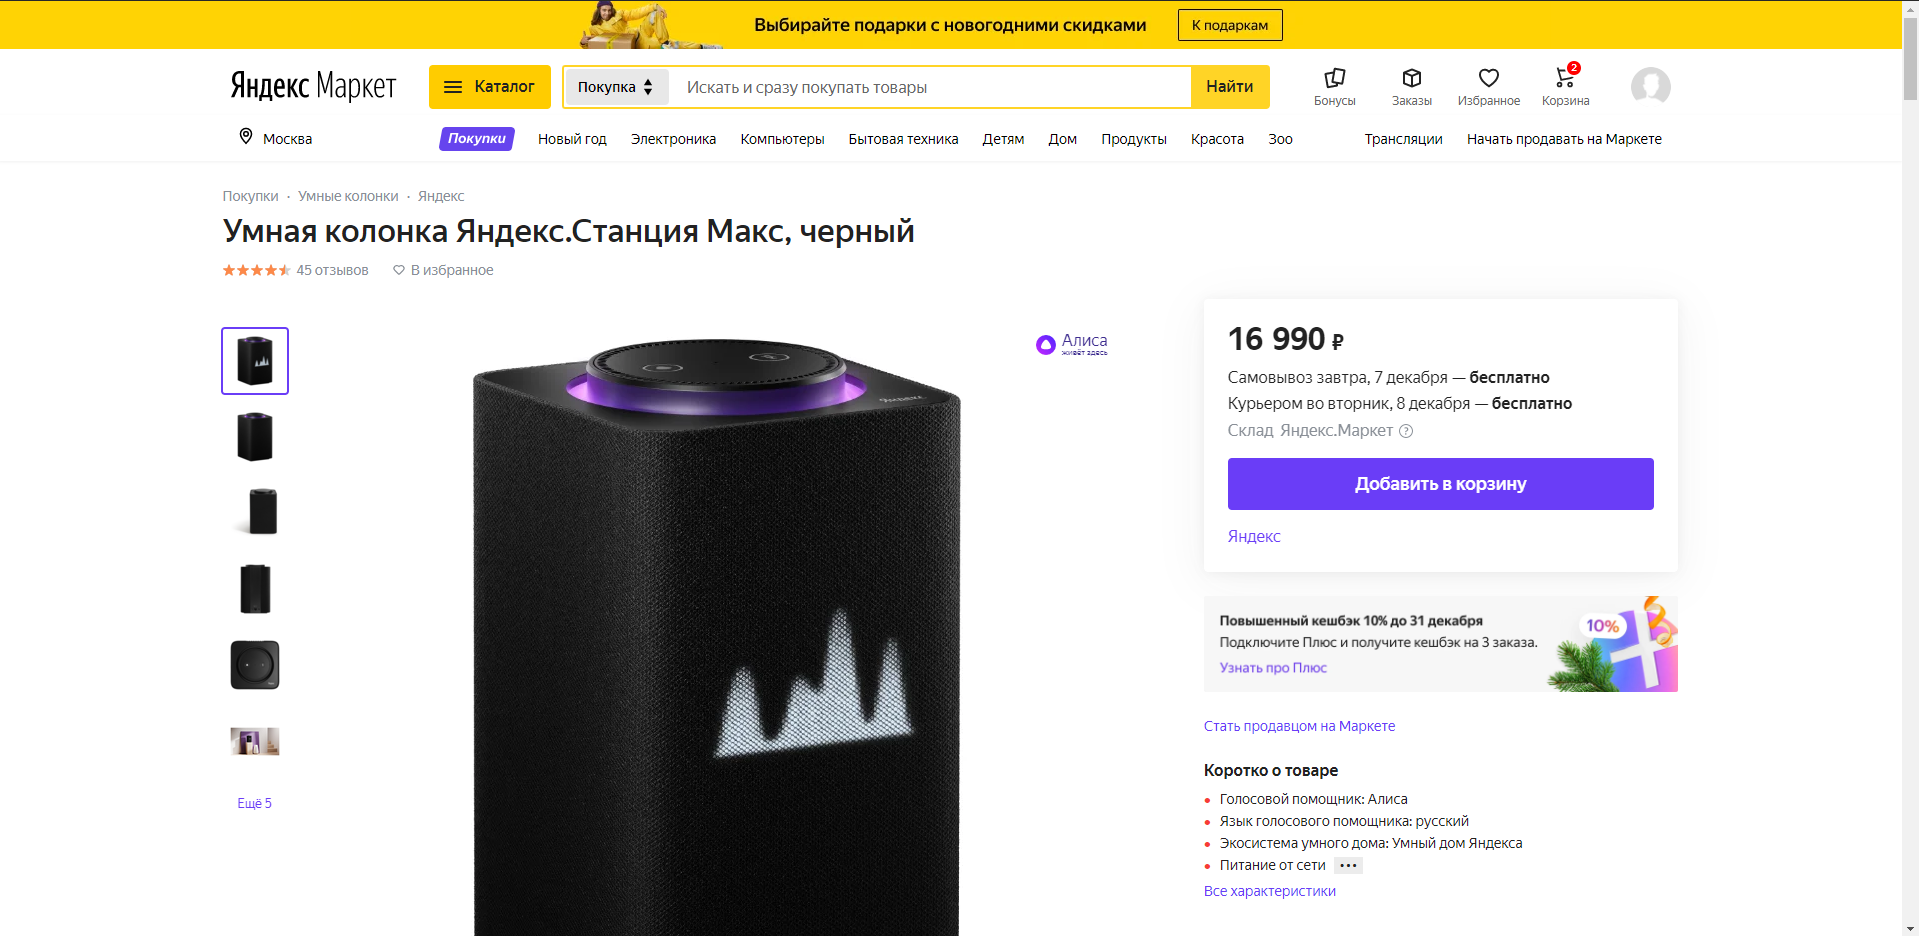 Выбирайте подарки с новогодними скидками
К подаркам
Яндекс Маркет
Каталог
Покупка
Искать и сразу покупать товары
Найти
Бонусы
Заказы
Избранное
2
Корзина
Москва
Покупки
Новый год
Электроника
Компьютеры
Бытовая техника
Детям
Дом
Продукты
Красота
Зоо
Трансляции
Начать продавать на Маркете
Покупки · Умные колонки · Яндекс
Умная колонка Яндекс.Станция Макс, черный
45 отзывов
В избранное
Ещё 5
Яндекс
Алиса
живёт здесь
16 990 ₽
Самовывоз завтра, 7 декабря — бесплатно
Курьером во вторник, 8 декабря — бесплатно
Склад Яндекс.Маркет ?
Добавить в корзину
Яндекс
Повышенный кешбэк 10% до 31 декабря
Подключите Плюс и получите кешбэк на 3 заказа.
Узнать про Плюс
10%
Стать продавцом на Маркете
Коротко о товаре
Голосовой помощник: Алиса
Язык голосового помощника: русский
Экосистема умного дома: Умный дом Яндекса
Питание от сети •••
Все характеристики